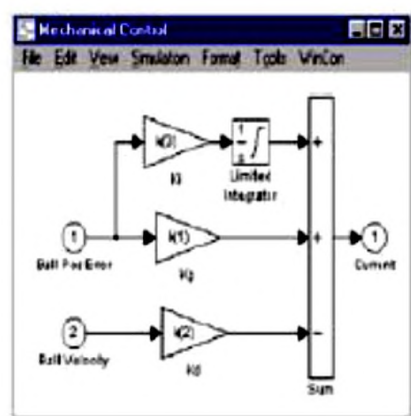 Mechanical Control
File Edit View Simulation Format Tools WinCon
k(3)
Ki
1
s
Limited
Integrator
+
1
Ball Pos Error
k(1)
Kp
+
1
Current
2
Ball Velocity
k(2)
Kd
−
Sum